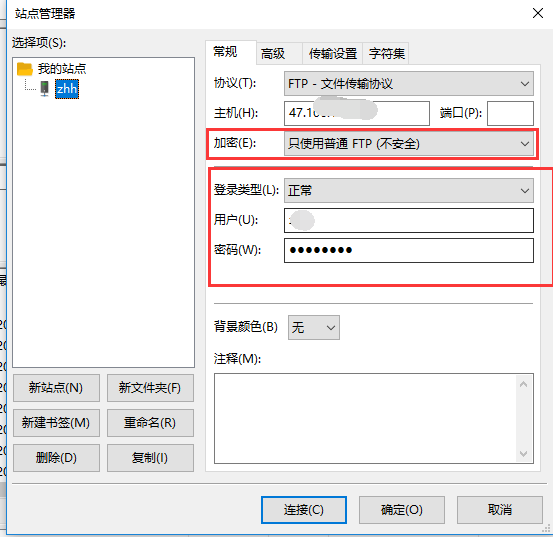 站点管理器
选择项(S):
我的站点
zhh
新站点(N)
新文件夹(F)
新建书签(M)
重命名(R)
删除(D)
复制(I)
常规
高级
传输设置
字符集
协议(T):
FTP - 文件传输协议
主机(H):
端口(P):
加密(E):
只使用普通 FTP (不安全)
登录类型(L):
正常
用户(U):
密码(W):
●●●●●●●●
背景颜色(B)
无
注释(M):
连接(C)
确定(O)
取消